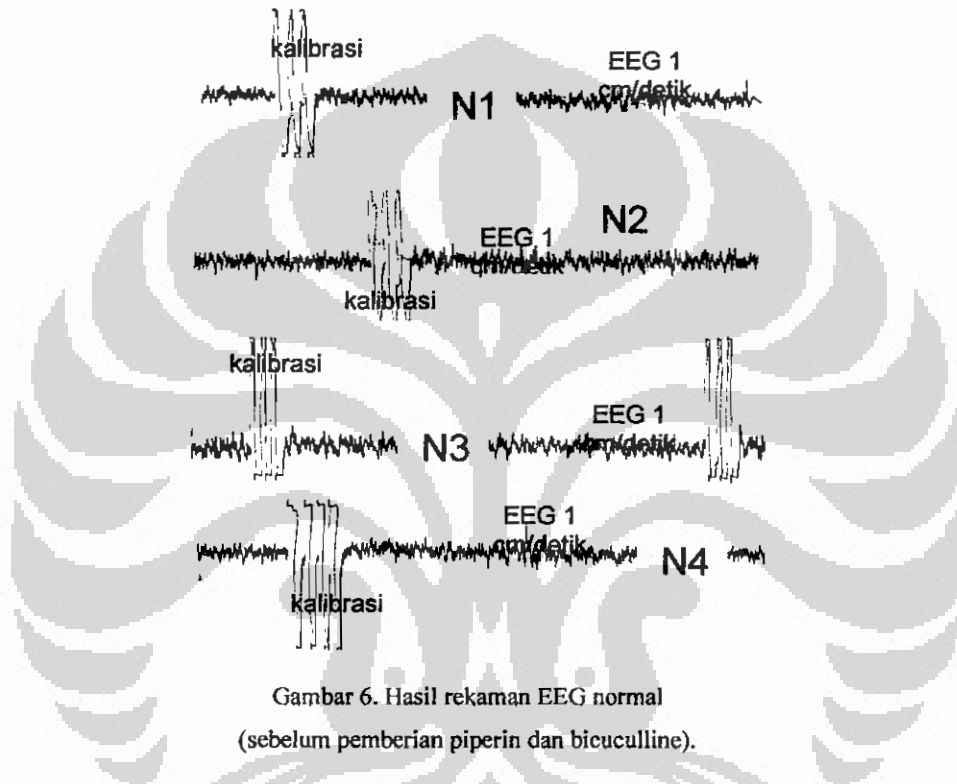 kalibrasi
EEG 1
cm/detik
N1
N2
EEG 1
cm/detik
kalibrasi
kalibrasi
EEG 1
cm/detik
N3
EEG 1
cm/detik
N4
kalibrasi
Gambar 6. Hasil rekaman EEG normal
(sebelum pemberian piperin dan bicuculline).